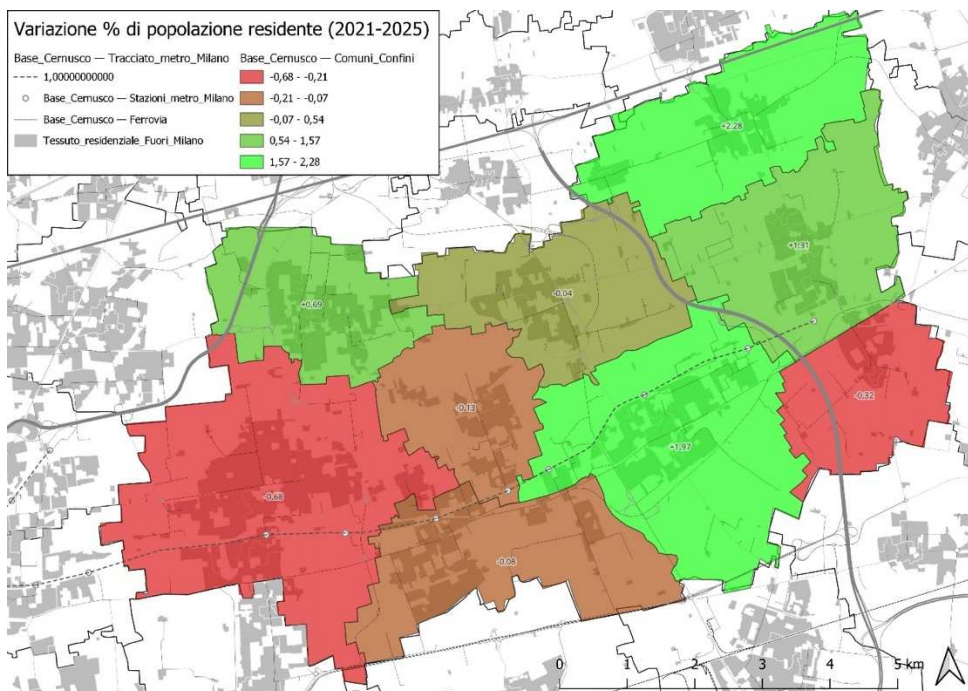 Variazione % di popolazione residente (2021-2025)
Base_Cernusco — Tracciato_metro_Milano
1,00000000000
Base_Cernusco — Stazioni_metro_Milano
Base_Cernusco — Ferrovia
Tessuto_residenziale_Fuori_Milano
Base_Cernusco — Comuni_Confini
-0,68 - -0,21
-0,21 - -0,07
-0,07 - 0,54
0,54 - 1,57
1,57 - 2,28
+2.28
+1.31
+0.69
-0.04
-0.32
-0.13
+1.97
-0.68
-0.08
0 1 2 3 4 5 km